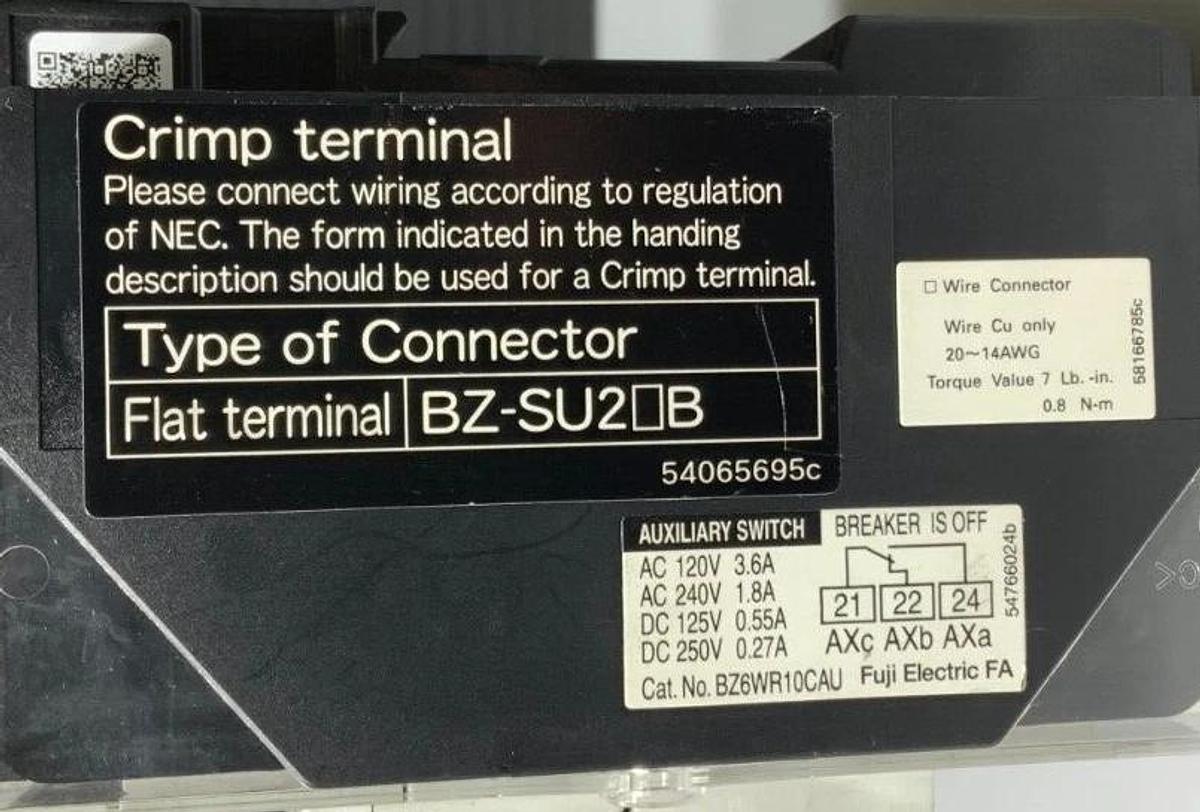 Crimp terminal
Please connect wiring according to regulation
of NEC. The form indicated in the handing
description should be used for a Crimp terminal.
Type of Connector
Flat terminal BZ-SU2□B
54065695c
□ Wire Connector
Wire Cu only
20~14AWG
Torque Value 7 Lb.-in.
0.8 N-m
58166785c
AUXILIARY SWITCH
AC 120V 3.6A
AC 240V 1.8A
DC 125V 0.55A
DC 250V 0.27A
BREAKER IS OFF
21 22 24
AXc AXb AXa
Cat. No. BZ6WR10CAU Fuji Electric FA
54766024b